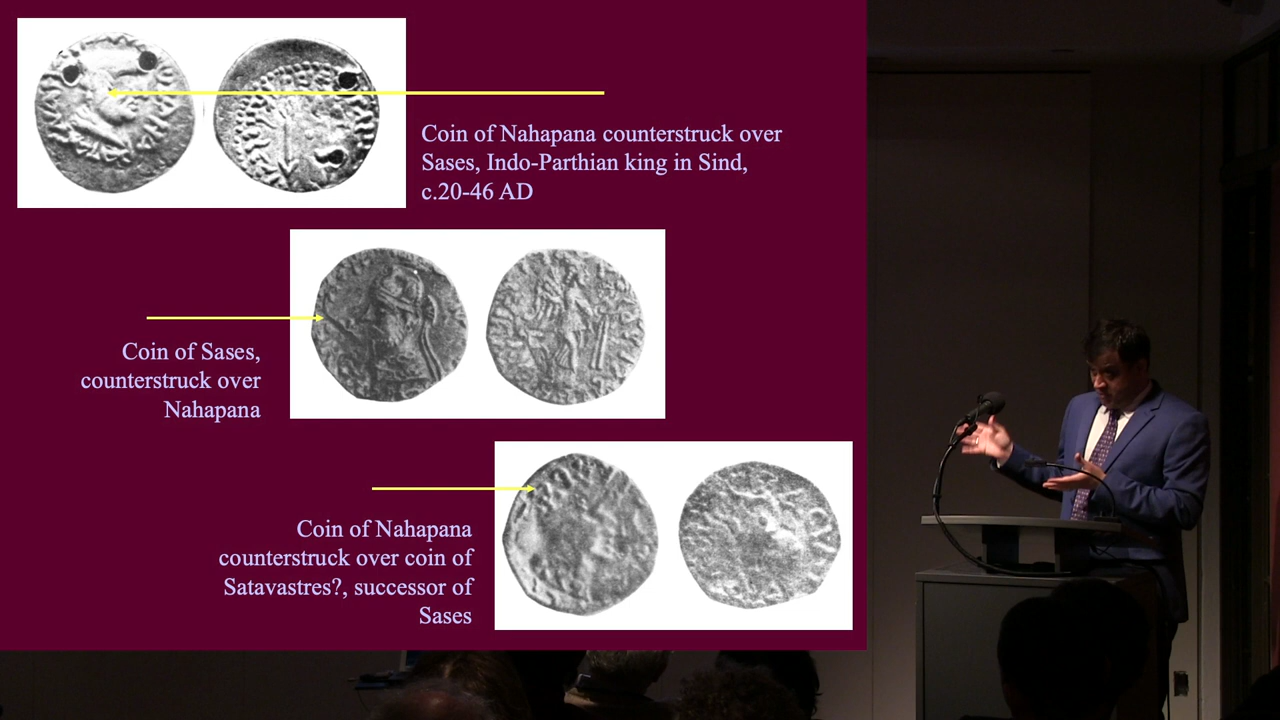 Coin of Nahapana counterstruck over
Sases, Indo-Parthian king in Sind,
c.20-46 AD
Coin of Sases,
counterstruck over
Nahapana
Coin of Nahapana
counterstruck over coin of
Satavastres?, successor of
Sases